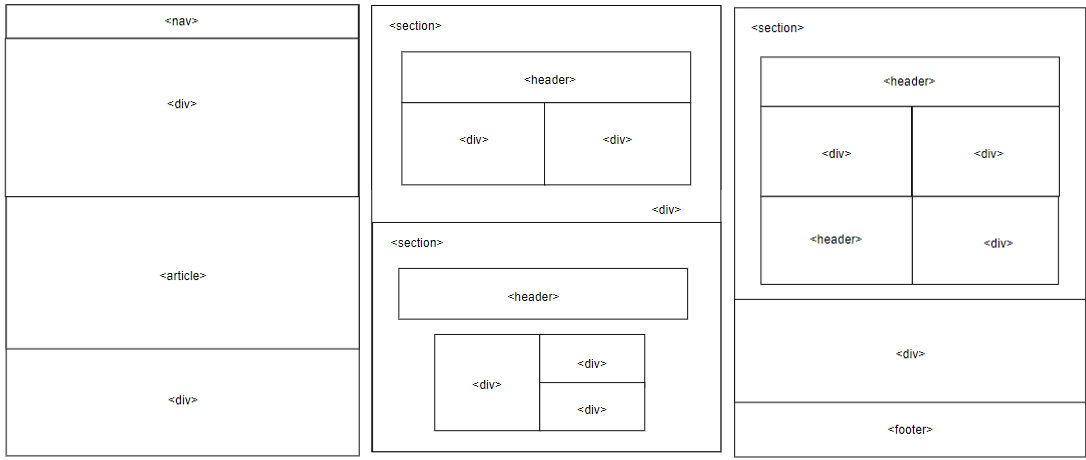 <nav>
<div>
<article>
<div>
<section>
<header>
<div>
<div>
<div>
<section>
<header>
<div>
<div>
<div>
<section>
<header>
<div>
<div>
<header>
<div>
<div>
<footer>